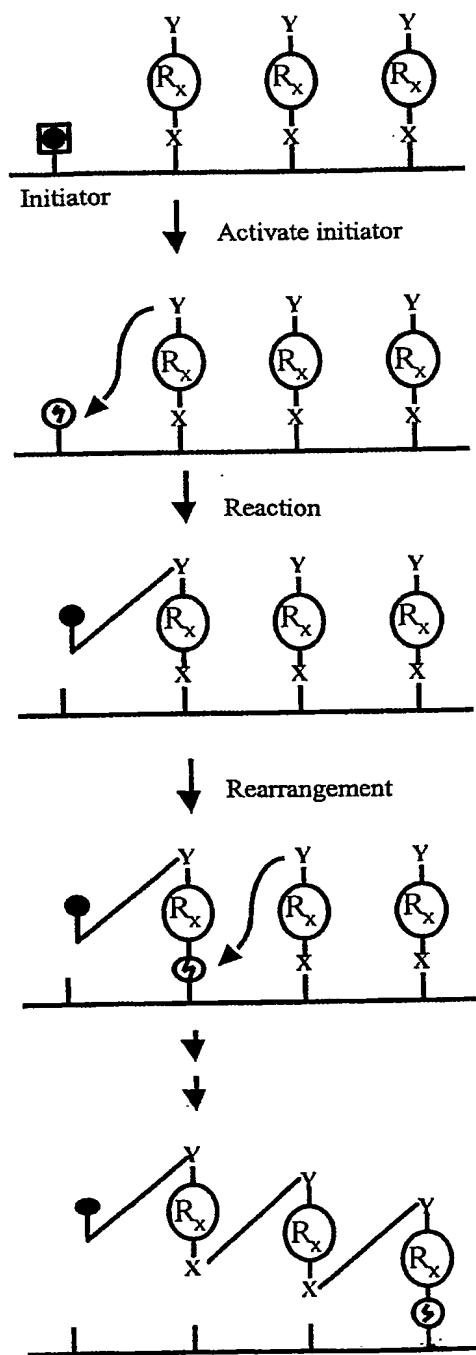 Y Y Y
Rx Rx Rx
X X X
Initiator
Activate initiator
Y Y Y
Rx Rx Rx
X X X
Reaction
Y Y Y
Rx Rx Rx
X X X
Rearrangement
Y Y Y
Rx Rx Rx
X X
Y Y Y
Rx Rx Rx
X X